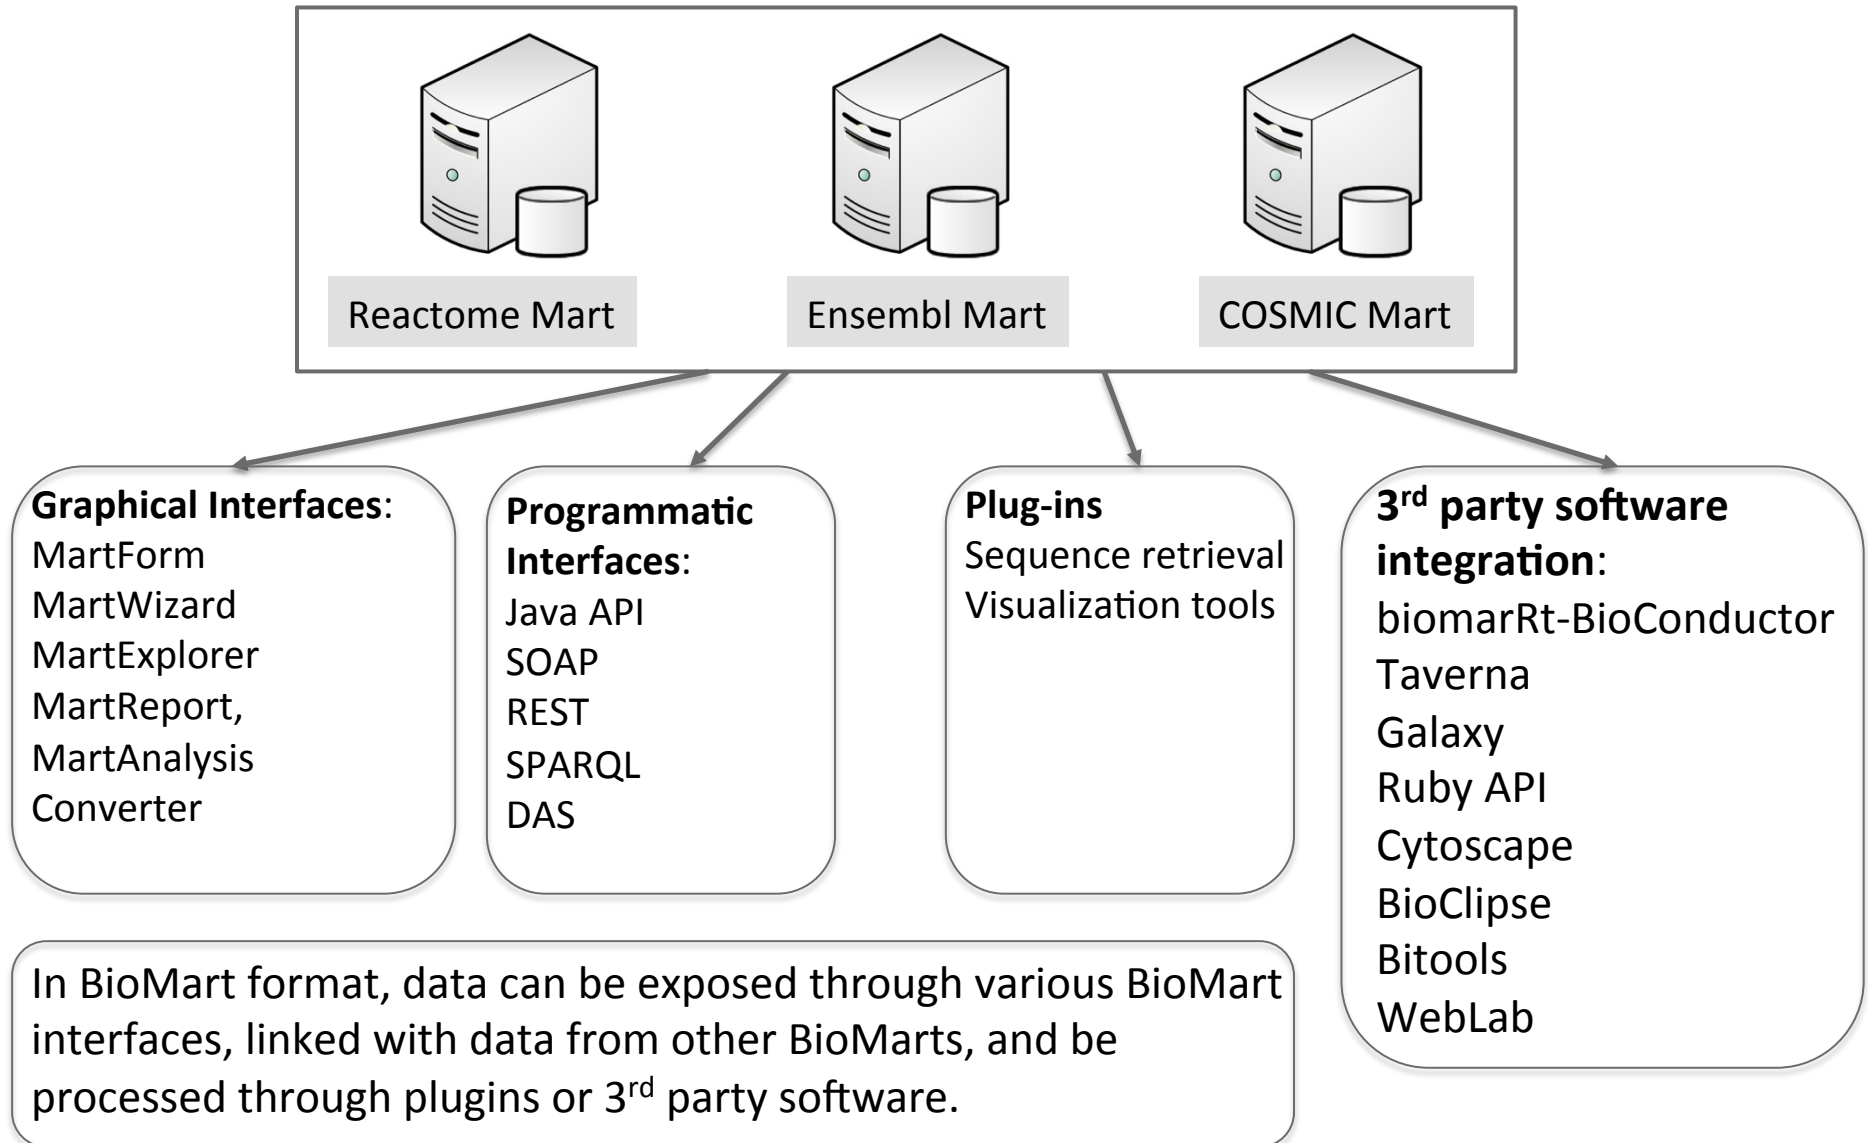 Reactome Mart
Ensembl Mart
COSMIC Mart
Graphical Interfaces:
MartForm
MartWizard
MartExplorer
MartReport,
MartAnalysis
Converter
Programmatic
Interfaces:
Java API
SOAP
REST
SPARQL
DAS
Plug-ins
Sequence retrieval
Visualization tools
3rd party software
integration:
biomarRt-BioConductor
Taverna
Galaxy
Ruby API
Cytoscape
BioClipse
Bitools
WebLab
In BioMart format, data can be exposed through various BioMart
interfaces, linked with data from other BioMarts, and be
processed through plugins or 3rd party software.